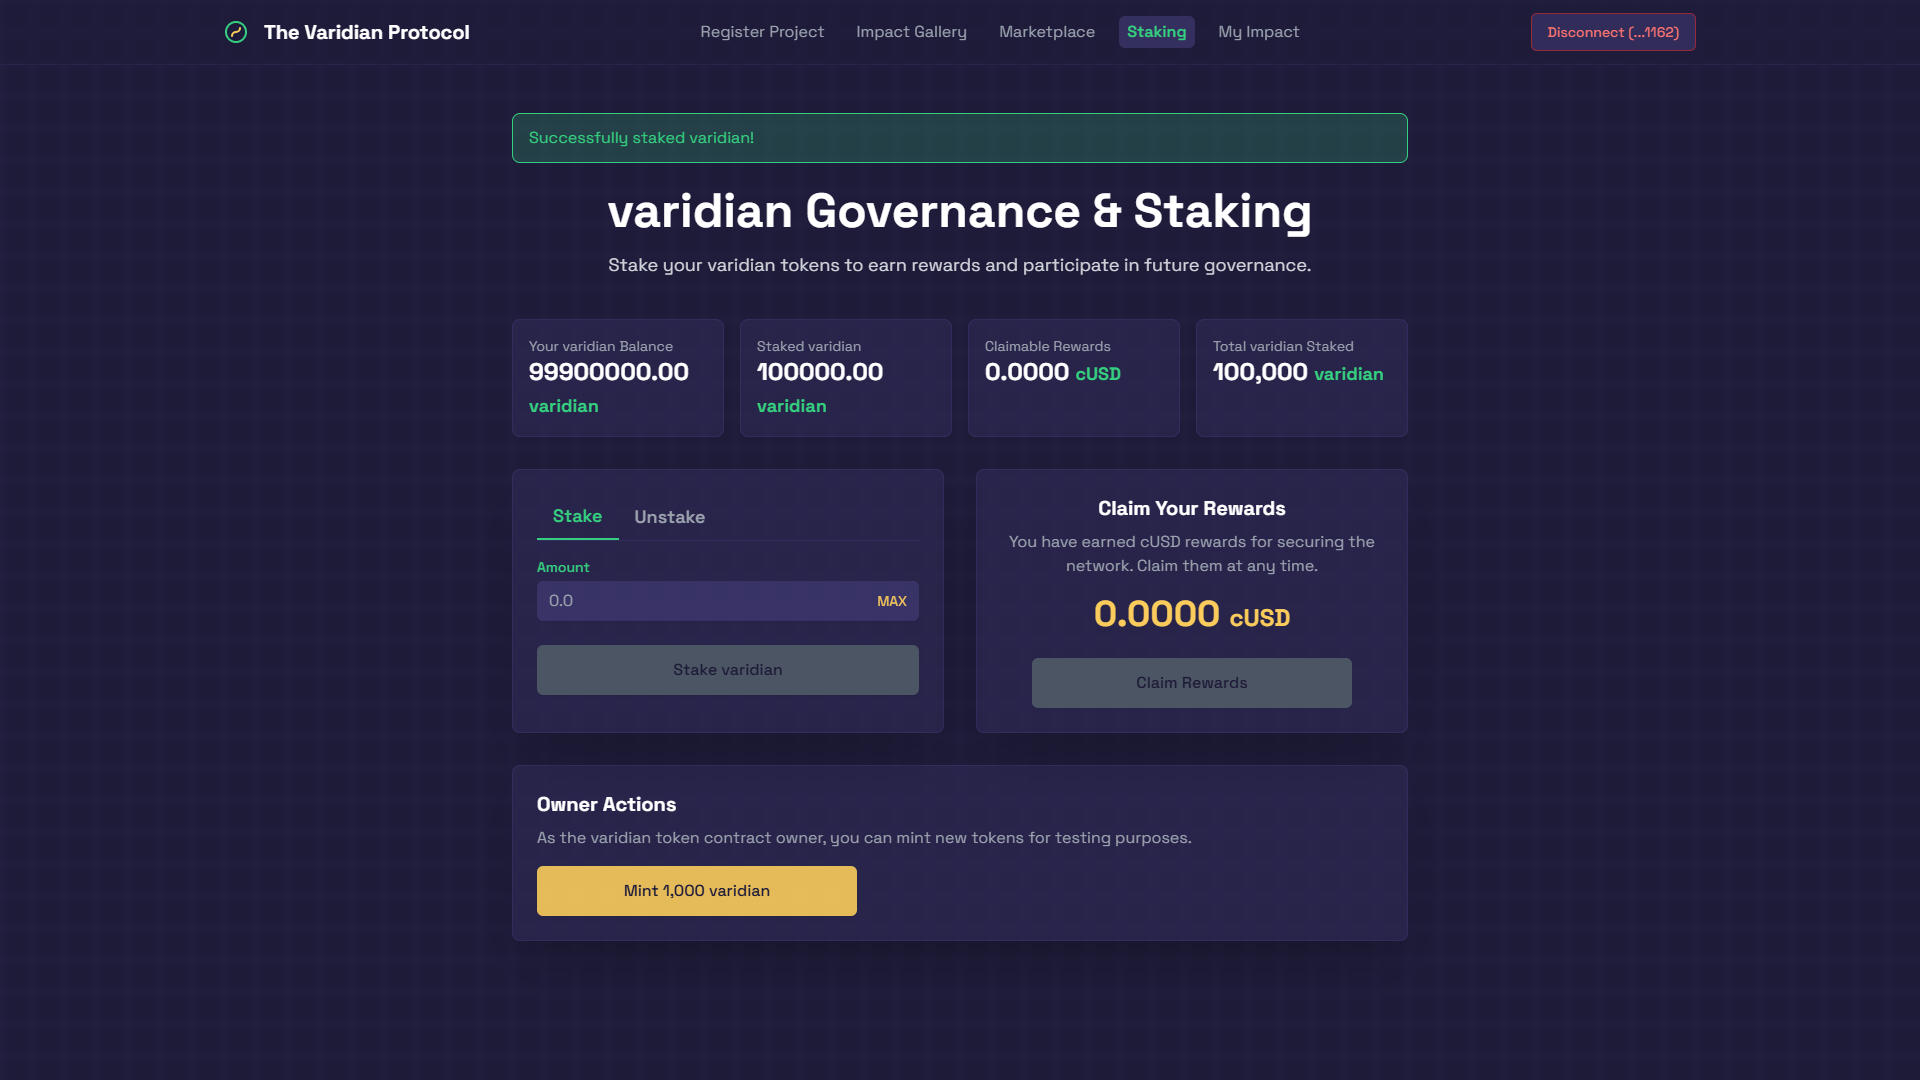 The Varidian Protocol
Register Project
Impact Gallery
Marketplace
Staking
My Impact
Disconnect (...1162)
Successfully staked varidian!
varidian Governance & Staking
Stake your varidian tokens to earn rewards and participate in future governance.
Your varidian Balance
99900000.00
varidian
Staked varidian
100000.00
varidian
Claimable Rewards
0.0000 cUSD
Total varidian Staked
100,000 varidian
Stake
Unstake
Amount
0.0
MAX
Stake varidian
Claim Your Rewards
You have earned cUSD rewards for securing the
network. Claim them at any time.
0.0000 cUSD
Claim Rewards
Owner Actions
As the varidian token contract owner, you can mint new tokens for testing purposes.
Mint 1,000 varidian